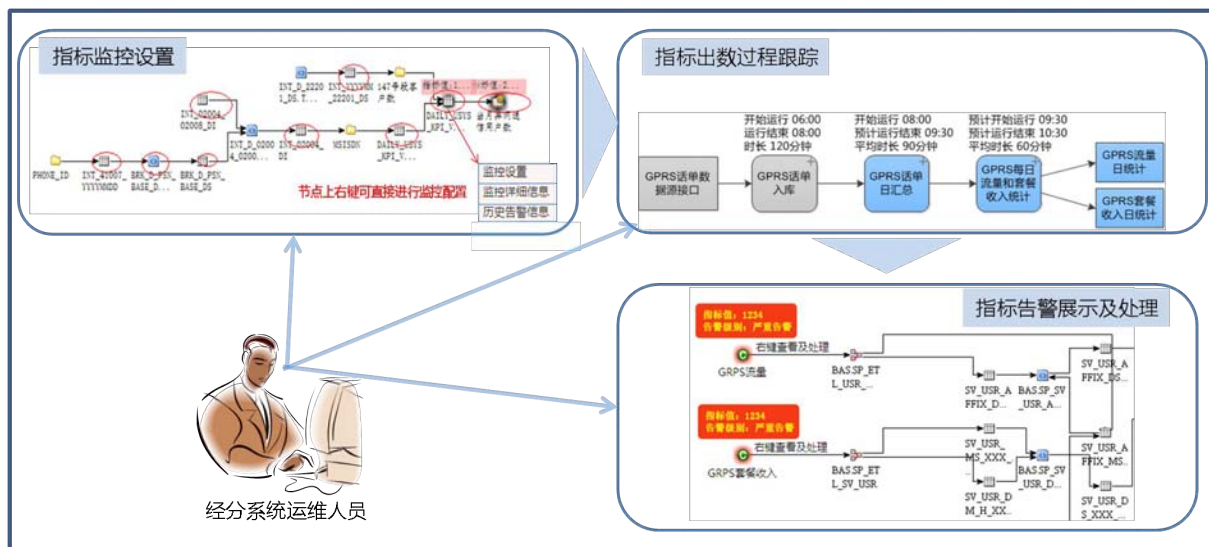 指标监控设置
INT_D_2220
1_DS.T...
INT_YYYYMM
_22201_DS
147号段客
户数
指标值:1...
指标值:2...
INT_02004_
02008_DI
DAILY_USYS
_KPI_V...
当月异网通
信用户数
INT_D_0200
4_0200...
INT_02004_
DI
MSISDN
DAILY_USYS
_KPI_V...
PHONE_ID
INT_41007_
YYYYMMDD
BRK_D_PSN_
BASE_D...
BRK_D_PSN_
BASE_DS
节点上右键可直接进行监控配置
监控设置
监控详细信息
历史告警信息
指标出数过程跟踪
开始运行 06:00
运行结束 08:00
时长 120分钟
开始运行 08:00
预计运行结束 09:30
平均时长 90分钟
预计开始运行 09:30
预计运行结束 10:30
平均时长 60分钟
GPRS话单数
据源接口
GPRS话单
入库
GPRS话单
日汇总
GPRS每日
流量和套餐
收入统计
GPRS流量
日统计
GPRS套餐
收入日统计
指标告警展示及处理
指标值：1234
告警级别：严重告警
右键查看及处理
GRPS流量
BAS.SP_ET
L_USR_...
SV_USR_A
FFIX_D...
BAS.SP_SV
_USR_A...
SV_USR_A
FFIX_DS...
指标值：1234
告警级别：严重告警
右键查看及处理
GRPS套餐收入
BAS.SP_ET
L_SV_USR
SV_USR_
MS_XXX_...
BAS.SP_SV
_USR_D...
SV_USR_A
FFIX_MS...
SV_USR_D
M_H_XX...
SV_USR_D
S_XXX_...
经分系统运维人员